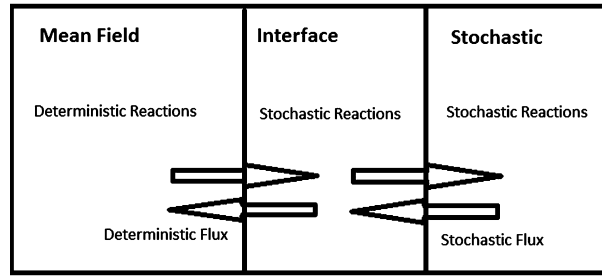 Mean Field
Interface
Stochastic
Deterministic Reactions
Stochastic Reactions
Stochastic Reactions
Deterministic Flux
Stochastic Flux